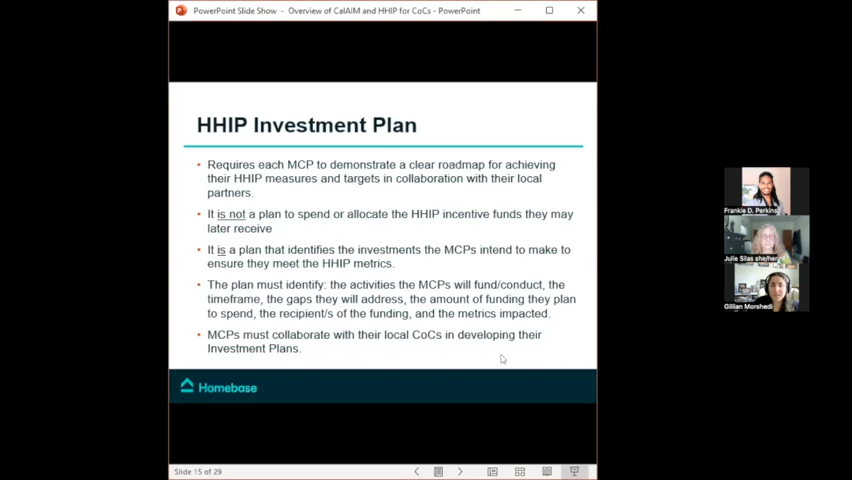 PowerPoint Slide Show - Overview of CalAIM and HHIP for CoCs - PowerPoint
HHIP Investment Plan
• Requires each MCP to demonstrate a clear roadmap for achieving
their HHIP measures and targets in collaboration with their local
partners.
• It is not a plan to spend or allocate the HHIP incentive funds they may
later receive
• It is a plan that identifies the investments the MCPs intend to make to
ensure they meet the HHIP metrics.
• The plan must identify: the activities the MCPs will fund/conduct, the
timeframe, the gaps they will address, the amount of funding they plan
to spend, the recipient/s of the funding, and the metrics impacted.
• MCPs must collaborate with their local CoCs in developing their
Investment Plans.
Homebase
Slide 15 of 29
Frankie D. Perkins
Julie Silas she/her
Gillian Morshedi